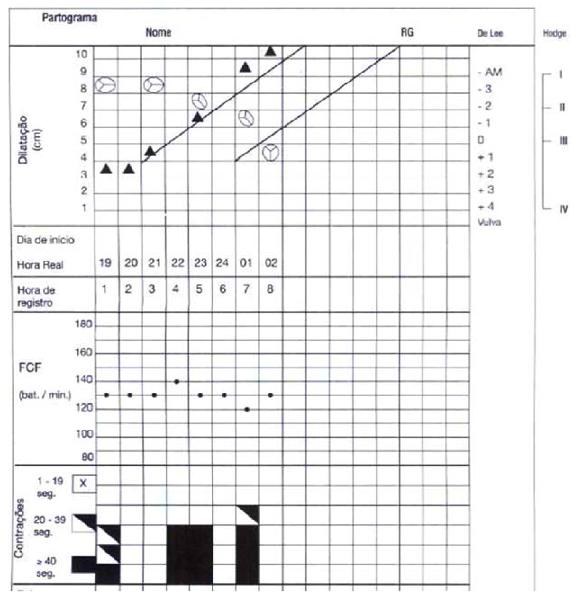 Partograma
Nome RG De Lee Hodge
Dilatação
(cm)
10
9
8
7
6
5
4
3
2
1
- AM
- 3
- 2
- 1
0
+ 1
+ 2
+ 3
+ 4
Vulva
I
II
III
IV
Dia de início
Hora Real 19 20 21 22 23 24 01 02
Hora de
registro
1 2 3 4 5 6 7 8
FCF
(bat. / min.)
180
160
140
120
100
80
Contrações
1 - 19
seg.
X
20 - 39
seg.
≥ 40
seg.